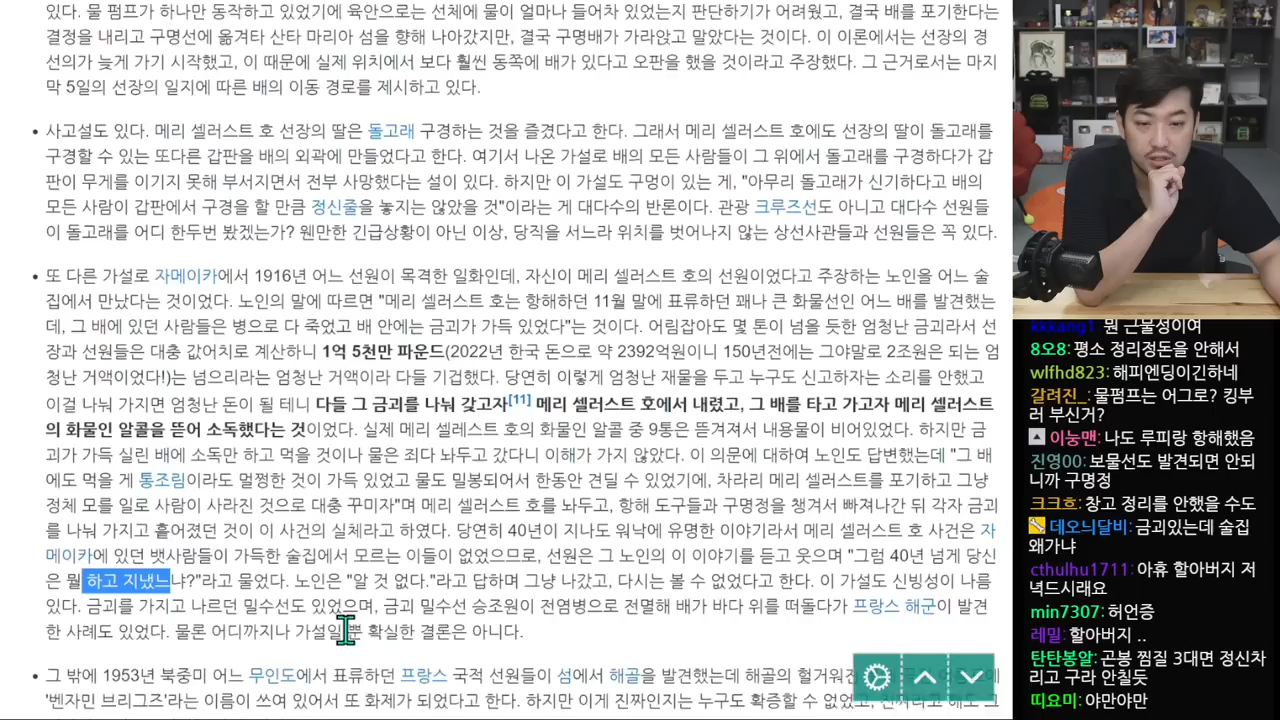 있다. 물 펌프가 하나만 동작하고 있었기에 육안으로는 선체에 물이 얼마나 들어차 있었는지 판단하기가 어려웠고, 결국 배를 포기한다는
결정을 내리고 구명선에 옮겨타 산타 마리아 섬을 향해 나아갔지만, 결국 구명배가 가라앉고 말았다는 것이다. 이 이론에서는 선장의 경
선의가 늦게 가기 시작했고, 이 때문에 실제 위치에서 보다 훨씬 동쪽에 배가 있다고 오판을 했을 것이라고 주장했다. 그 근거로서는 마지
막 5일의 선장의 일지에 따른 배의 이동 경로를 제시하고 있다.
• 사고설도 있다. 메리 셀러스트 호 선장의 딸은 돌고래 구경하는 것을 즐겼다고 한다. 그래서 메리 셀러스트 호에도 선장의 딸이 돌고래를
구경할 수 있는 또다른 갑판을 배의 외곽에 만들었다고 한다. 여기서 나온 가설로 배의 모든 사람들이 그 위에서 돌고래를 구경하다가 갑
판이 무게를 이기지 못해 부서지면서 전부 사망했다는 설이 있다. 하지만 이 가설도 구멍이 있는 게, "아무리 돌고래가 신기하다고 배의
모든 사람이 갑판에서 구경을 할 만큼 정신줄을 놓지는 않았을 것"이라는 게 대다수의 반론이다. 관광 크루즈선도 아니고 대다수 선원들
이 돌고래를 어디 한두번 봤겠는가? 웬만한 긴급상황이 아닌 이상, 당직을 서느라 위치를 벗어나지 않는 상선사관들과 선원들은 꼭 있다.
• 또 다른 가설로 자메이카에서 1916년 어느 선원이 목격한 일화인데, 자신이 메리 셀러스트 호의 선원이었다고 주장하는 노인을 어느 술
집에서 만났다는 것이었다. 노인의 말에 따르면 "메리 셀러스트 호는 항해하던 11월 말에 표류하던 꽤나 큰 화물선인 어느 배를 발견했는
데, 그 배에 있던 사람들은 병으로 다 죽었고 배 안에는 금괴가 가득 있었다"는 것이다. 어림잡아도 몇 톤이 넘을 듯한 엄청난 금괴라서 선
장과 선원들은 대충 값어치로 계산하니 1억 5천만 파운드(2022년 한국 돈으로 약 2392억원이니 150년전에는 그야말로 2조원은 되는 엄
청난 거액이었다!)는 넘으리라는 엄청난 거액이라 다들 기겁했다. 당연히 이렇게 엄청난 재물을 두고 누구도 신고하자는 소리를 안했고
이걸 나눠 가지면 엄청난 돈이 될 테니 다들 그 금괴를 나눠 갖고자[11] 메리 셀러스트 호에서 내렸고, 그 배를 타고 가고자 메리 셀러스트
의 화물인 알콜을 뜯어 소독했다는 것이었다. 실제 메리 셀레스트 호의 화물인 알콜 중 9통은 뜯겨져서 내용물이 비어있었다. 하지만 금
괴가 가득 실린 배에 소독만 하고 먹을 것이나 물은 죄다 놔두고 갔다니 이해가 가지 않았다. 이 의문에 대하여 노인도 답변했는데 "그 배
에도 먹을 게 통조림이라도 멀쩡한 것이 가득 있었고 물도 밀봉되어서 한동안 견딜 수 있었기에, 차라리 메리 셀러스트를 포기하고 그냥
정체 모를 일로 사람이 사라진 것으로 대충 꾸미자"며 메리 셀러스트 호를 놔두고, 항해 도구들과 구명정을 챙겨서 빠져나간 뒤 각자 금괴
를 나눠 가지고 흩어졌던 것이 이 사건의 실체라고 하였다. 당연히 40년이 지나도 워낙에 유명한 이야기라서 메리 셀러스트 호 사건은 자
메이카에 있던 뱃사람들이 가득한 술집에서 모르는 이들이 없었으므로, 선원은 그 노인의 이 이야기를 듣고 웃으며 "그럼 40년 넘게 당신
은 뭘 하고 지냈느냐?"라고 물었다. 노인은 "알 것 없다."라고 답하며 그냥 나갔고, 다시는 볼 수 없었다고 한다. 이 가설도 신빙성이 나름
있다. 금괴를 가지고 나르던 밀수선도 있었으며, 금괴 밀수선 승조원이 전염병으로 전멸해 배가 바다 위를 떠돌다가 프랑스 해군이 발견
한 사례도 있었다. 물론 어디까지나 가설일 뿐 확실한 결론은 아니다.
• 그 밖에 1953년 북중미 어느 무인도에서 표류하던 프랑스 국적 선원들이 섬에서 해골을 발견했는데 해골의 헐거워진
'벤자민 브리그즈'라는 이름이 쓰여 있어서 또 화제가 되었다고 한다. 하지만 이게 진짜인지는 누구도 확증할 수 없었고,
kkkang1 뭔 근물성이여
8오8: 평소 정리정돈을 안해서
wlfhd823: 해피엔딩이긴하네
갈려진_: 물펌프는 어그로? 킹부
러 부신거?
이눙맨: 나도 루피랑 항해했음
진영00: 보물선도 발견되면 안되
니까 구명정
크크흐: 창고 정리를 안했을 수도
데오늬달비: 금괴있는데 술집
왜가냐
cthulhu1711: 아휴 할아버지 저
녁드시래요
min7307: 허언증
레밀: 할아버지 ..
탄탄봉알: 곤봉 찜질 3대면 정신차
리고 구라 안칠듯
띠요미: 야만야만